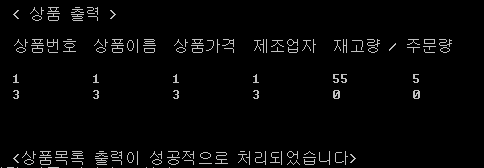 < 상품 출력 >
상품번호 상품이름 상품가격 제조업자 재고량 / 주문량
1 1 1 1 55 5
3 3 3 3 0 0
<상품목록 출력이 성공적으로 처리되었습니다>